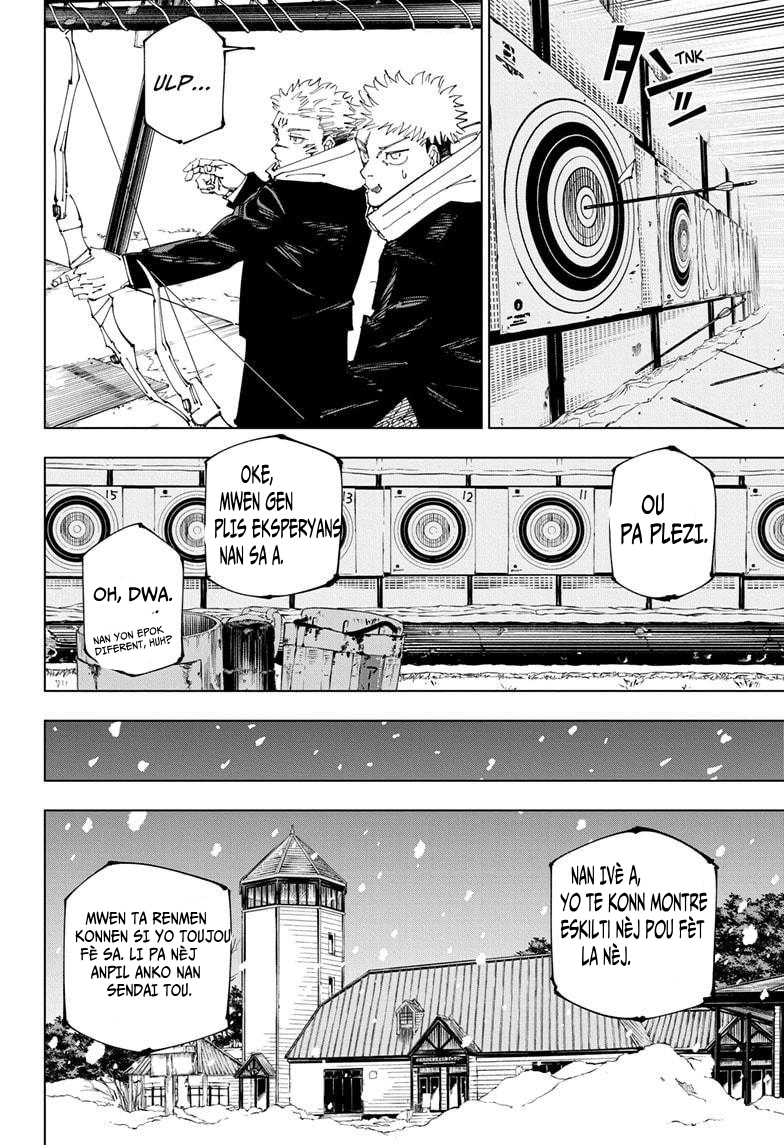 タンッ
TNK
ULP...
OU
PA PLEZI.
OKE,
MWEN GEN
PLIS EKSPERYANS
NAN SA A.
OH, DWA.
NAN YON EPOK
DIFERENT, HUH?
15
13
12
11
ア
NAN IVÈ A,
YO TE KONN MONTRE
ESKILTI NÈJ POU FÈT
LA NÈJ.
MWEN TA RENMEN
KONNEN SI YO TOUJOU
FÈ SA. LI PA NÈJ
ANPIL ANKO NAN
SENDAI TOU.